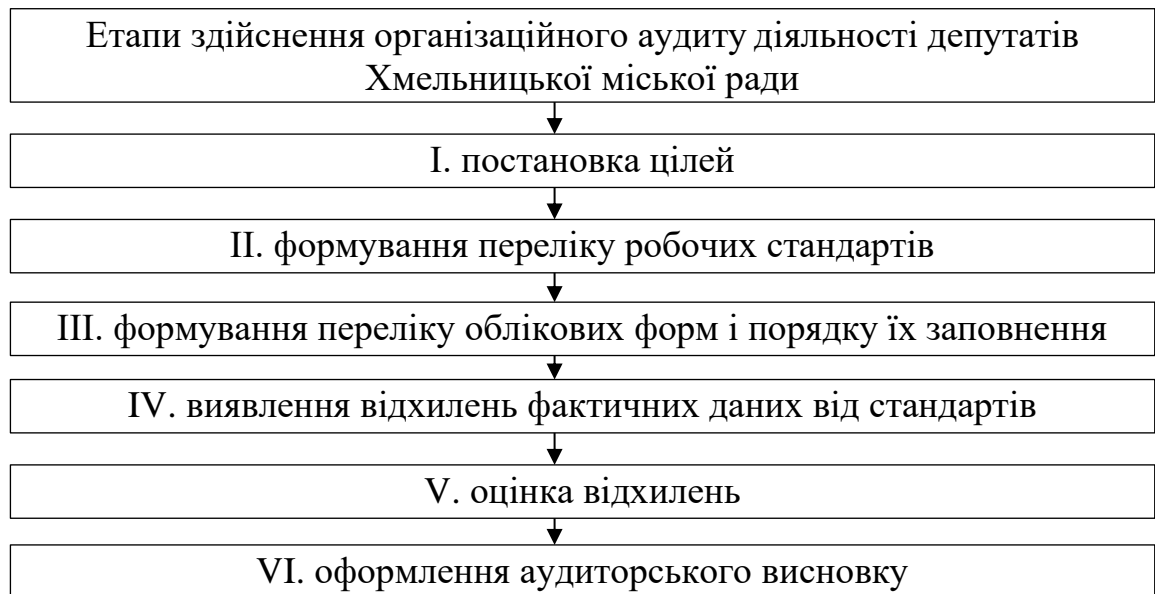 Етапи здійснення організаційного аудиту діяльності депутатів
Хмельницької міської ради
I. постановка цілей
II. формування переліку робочих стандартів
III. формування переліку облікових форм і порядку їх заповнення
IV. виявлення відхилень фактичних даних від стандартів
V. оцінка відхилень
VI. оформлення аудиторського висновку